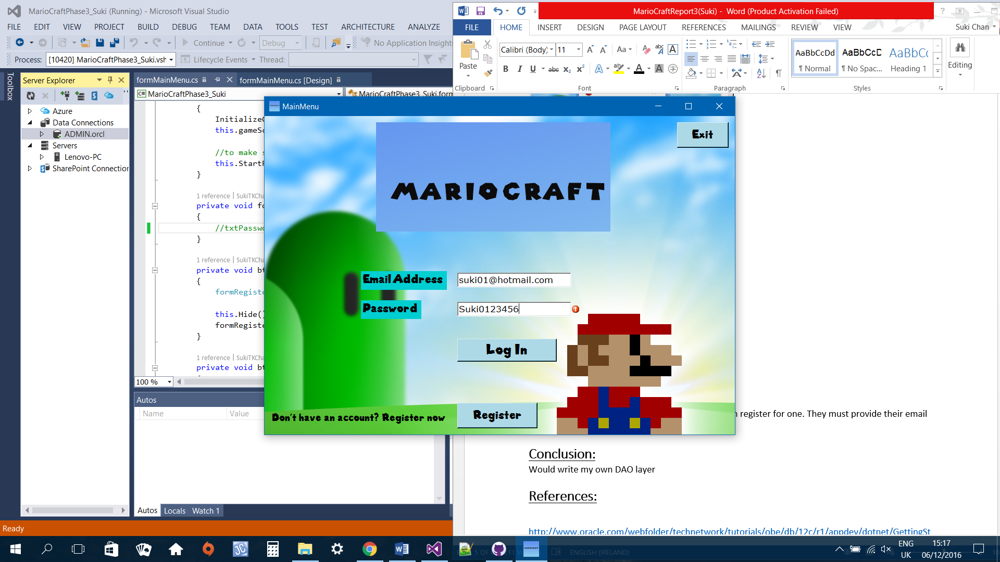 MarioCraftPhase3_Suki (Running) - Microsoft Visual Studio
FILE EDIT VIEW PROJECT BUILD DEBUG TEAM DATA TOOLS TEST ARCHITECTURE ANALYZE
Continue Debug No Application Insights
Process: [10420] MarioCraftPhase3_Suki.vsh Lifecycle Events Thread:
Toolbox
Server Explorer
Azure
Data Connections
ADMIN.orcl
Servers
Lenovo-PC
SharePoint Connection
formMainMenu.cs formMainMenu.cs [Design]
MarioCraftPhase3_Suki MarioCraftPhase3_Suki.form
{
this.gameSc
//to make s
}
1 reference | SukiTKCha
private void fo
{
//txtPasswo
}
1 reference | SukiTKCha
private void bt
{
formRegiste
this.Hide()
formRegiste
}
1 reference | SukiTKCha
private void bt
100 %
Autos
Name Value
Autos Locals Watch 1
Ready
MarioCraftReport3(Suki) - Word (Product Activation Failed)
FILE HOME INSERT DESIGN PAGE LAYOUT REFERENCES MAILINGS REVIEW VIEW Suki Chan
Paste
Clipboard
Calibri (Body) 11 Aa abc A
B I U abc x₂ x² A A A
Font
Paragraph
AaBbCcDd AaBbCcD AaBbCc
¶ Normal ¶ No Spac... Heading 1
Styles
Editing
MainMenu
Exit
MARIOCRAFT
Email Address suki01@hotmail.com
Password Suki0123456
Log In
Don't have an account? Register now Register
register for one. They must provide their email
Conclusion:
Would write my own DAO layer
References:
http://www.oracle.com/webfolder/technetwork/tutorials/obe/db/12c/r1/appdev/dotnet/GettingSt
JC
MARIOCRAFT
ENGLISH (IRELAND)
ENG
UK
15:17
06/12/2016